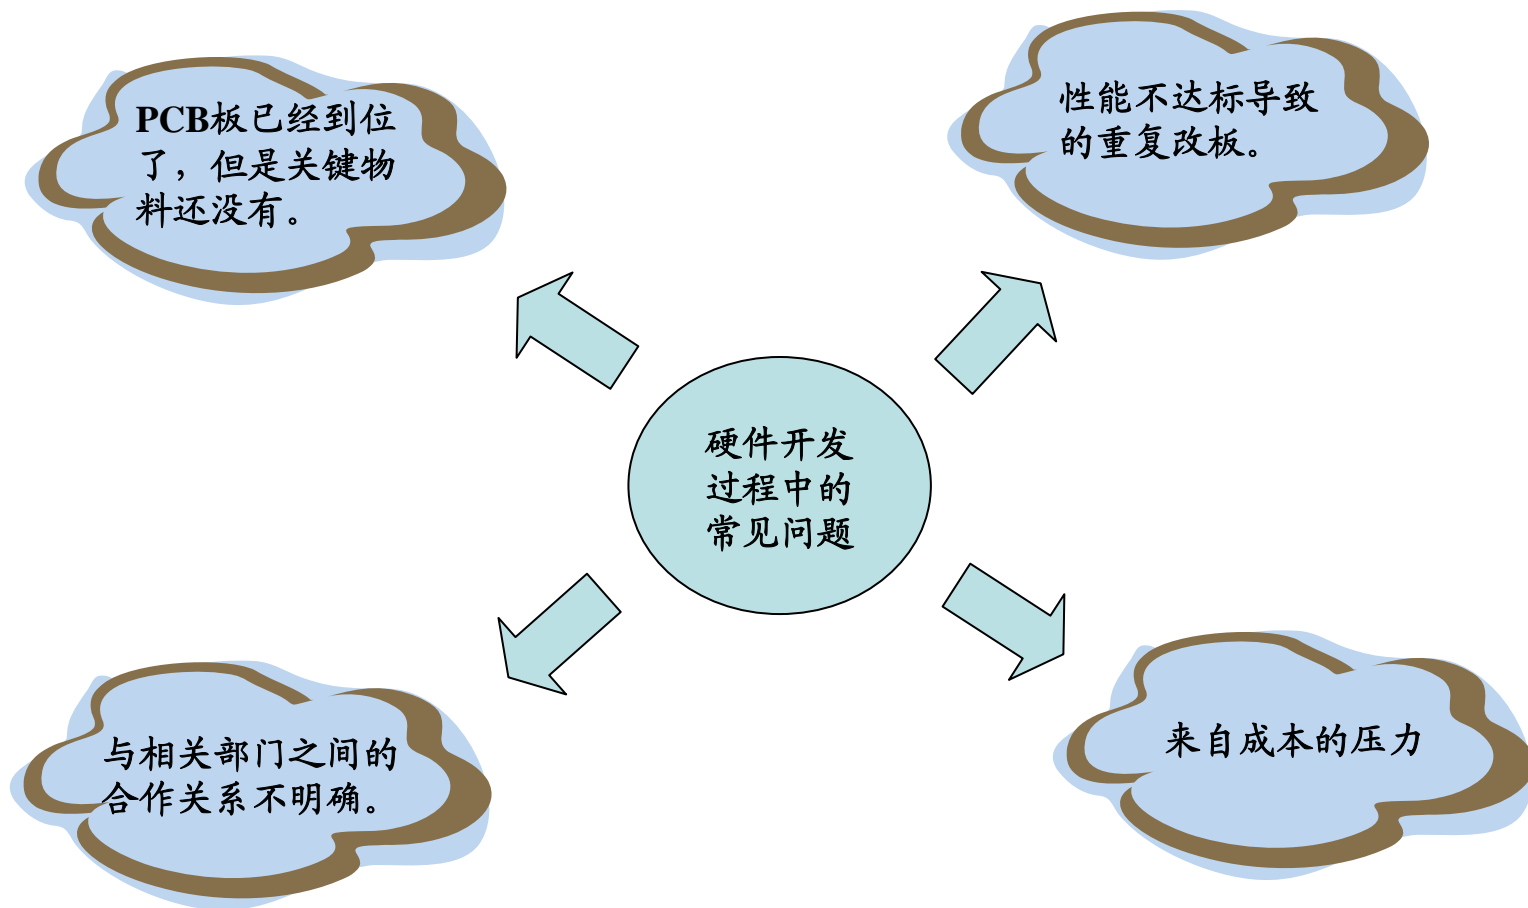 PCB板已经到位
了，但是关键物
料还没有。
性能不达标导致
的重复改板。
硬件开发
过程中的
常见问题
与相关部门之间的
合作关系不明确。
来自成本的压力